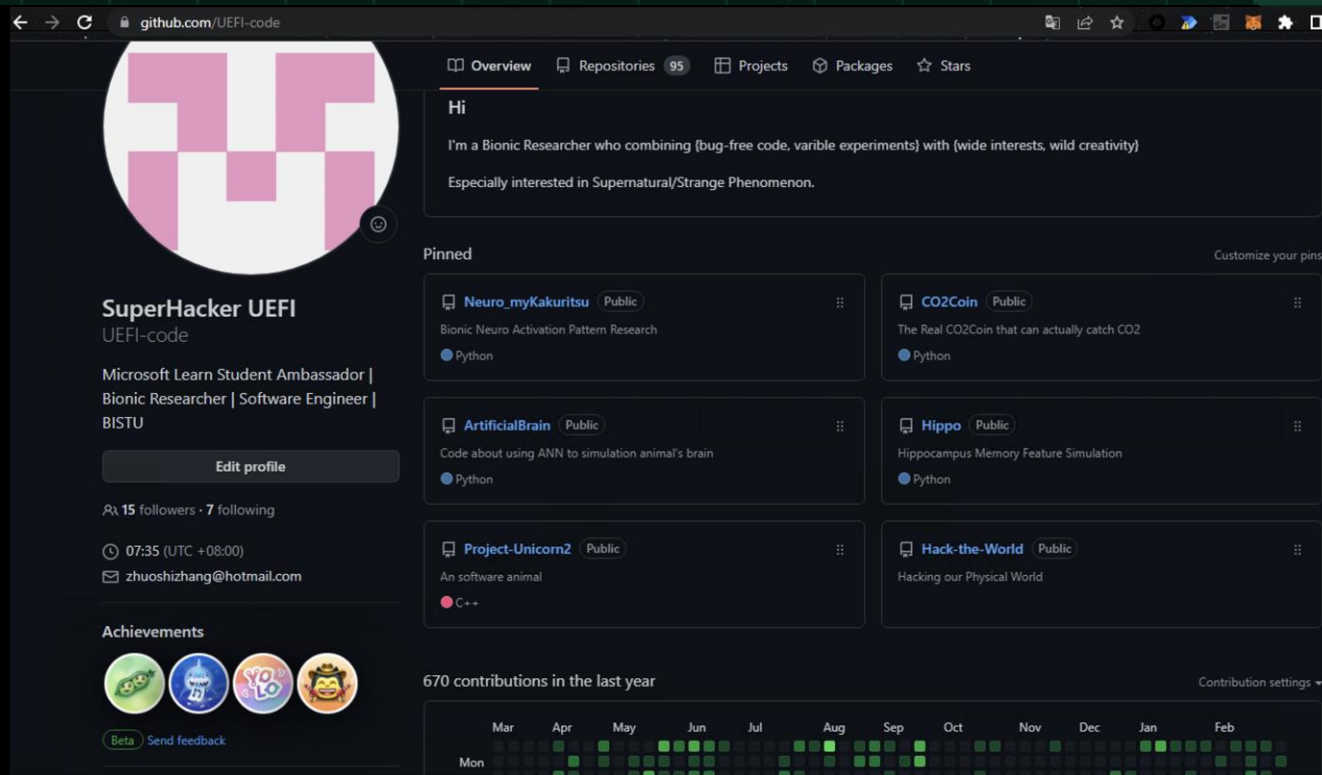 github.com/UEFI-code
Overview Repositories 95 Projects Packages Stars
Hi
I'm a Bionic Researcher who combining {bug-free code, varible experiments} with {wide interests, wild creativity}
Especially interested in Supernatural/Strange Phenomenon.
SuperHacker UEFI
UEFI-code
Microsoft Learn Student Ambassador |
Bionic Researcher | Software Engineer |
BISTU
Edit profile
15 followers · 7 following
07:35 (UTC +08:00)
zhuoshizhang@hotmail.com
Achievements
YOLO
Beta Send feedback
Pinned
Customize your pins
Neuro_myKakuritsu Public
Bionic Neuro Activation Pattern Research
Python
CO2Coin Public
The Real CO2Coin that can actually catch CO2
Python
ArtificialBrain Public
Code about using ANN to simulation animal's brain
Python
Hippo Public
Hippocampus Memory Feature Simulation
Python
Project-Unicorn2 Public
An software animal
C++
Hack-the-World Public
Hacking our Physical World
670 contributions in the last year
Contribution settings
Mar Apr May Jun Jul Aug Sep Oct Nov Dec Jan Feb
Mon